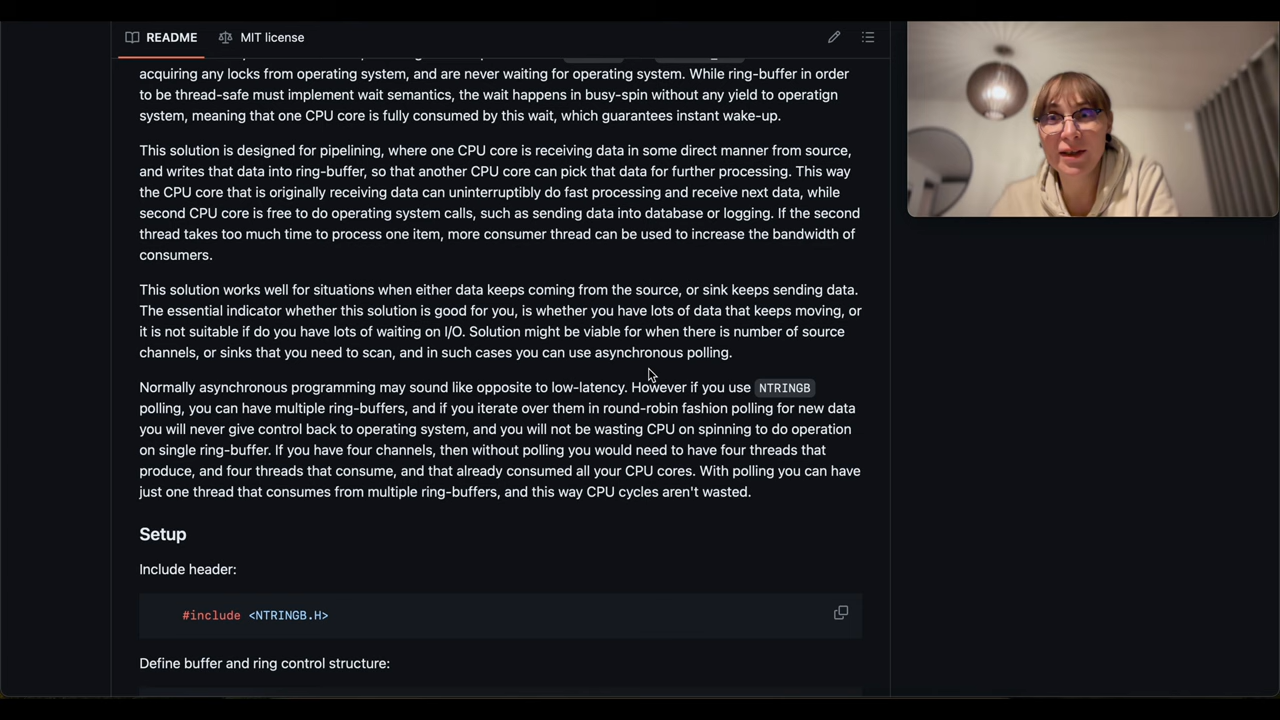 README
MIT license
acquiring any locks from operating system, and are never waiting for operating system. While ring-buffer in order
to be thread-safe must implement wait semantics, the wait happens in busy-spin without any yield to operatign
system, meaning that one CPU core is fully consumed by this wait, which guarantees instant wake-up.
This solution is designed for pipelining, where one CPU core is receiving data in some direct manner from source,
and writes that data into ring-buffer, so that another CPU core can pick that data for further processing. This way
the CPU core that is originally receiving data can uninterruptibly do fast processing and receive next data, while
second CPU core is free to do operating system calls, such as sending data into database or logging. If the second
thread takes too much time to process one item, more consumer thread can be used to increase the bandwidth of
consumers.
This solution works well for situations when either data keeps coming from the source, or sink keeps sending data.
The essential indicator whether this solution is good for you, is whether you have lots of data that keeps moving, or
it is not suitable if do you have lots of waiting on I/O. Solution might be viable for when there is number of source
channels, or sinks that you need to scan, and in such cases you can use asynchronous polling.
Normally asynchronous programming may sound like opposite to low-latency. However if you use NTRINGB
polling, you can have multiple ring-buffers, and if you iterate over them in round-robin fashion polling for new data
you will never give control back to operating system, and you will not be wasting CPU on spinning to do operation
on single ring-buffer. If you have four channels, then without polling you would need to have four threads that
produce, and four threads that consume, and that already consumed all your CPU cores. With polling you can have
just one thread that consumes from multiple ring-buffers, and this way CPU cycles aren't wasted.
Setup
Include header:
#include <NTRINGB.H>
Define buffer and ring control structure: